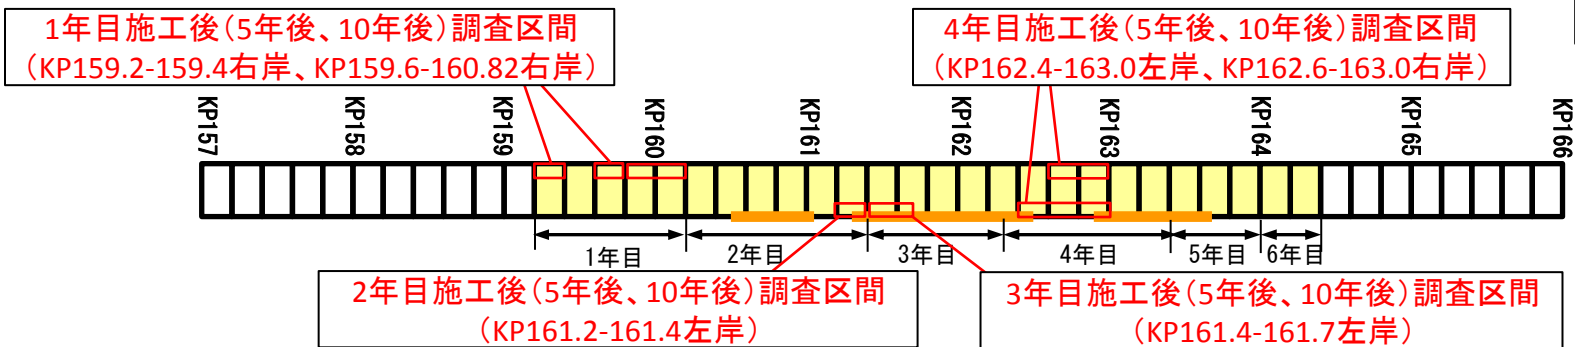 1年目施工後(5年後、10年後)調査区間
(KP159.2-159.4右岸、KP159.6-160.82右岸)
4年目施工後(5年後、10年後)調査区間
(KP162.4-163.0左岸、KP162.6-163.0右岸)
KP157
KP158
KP159
KP160
KP161
KP162
KP163
KP164
KP165
KP166
1年目
2年目
3年目
4年目
5年目
6年目
2年目施工後(5年後、10年後)調査区間
(KP161.2-161.4左岸)
3年目施工後(5年後、10年後)調査区間
(KP161.4-161.7左岸)